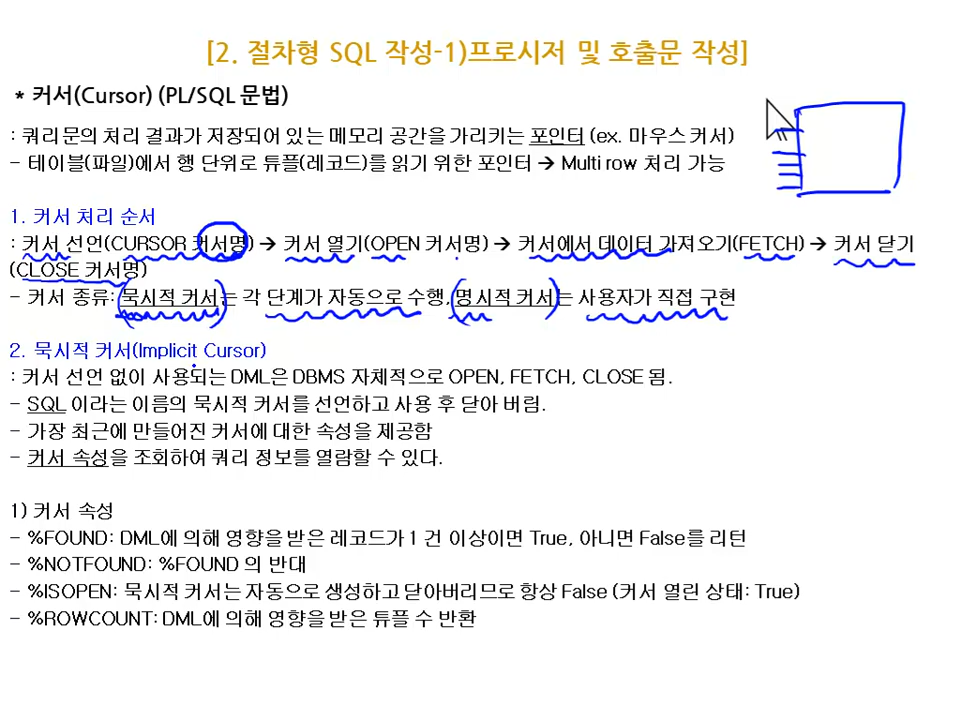 [2. 절차형 SQL 작성-1)프로시저 및 호출문 작성]
* 커서(Cursor) (PL/SQL 문법)
: 쿼리문의 처리 결과가 저장되어 있는 메모리 공간을 가리키는 포인터 (ex. 마우스 커서)
- 테이블(파일)에서 행 단위로 튜플(레코드)를 읽기 위한 포인터 → Multi row 처리 가능
1. 커서 처리 순서
: 커서 선언(CURSOR 커서명) → 커서 열기(OPEN 커서명) → 커서에서 데이터 가져오기(FETCH) → 커서 닫기
(CLOSE 커서명)
- 커서 종류: 묵시적 커서는 각 단계가 자동으로 수행, 명시적 커서는 사용자가 직접 구현
2. 묵시적 커서(Implicit Cursor)
: 커서 선언 없이 사용되는 DML은 DBMS 자체적으로 OPEN, FETCH, CLOSE 됨.
- SQL 이라는 이름의 묵시적 커서를 선언하고 사용 후 닫아 버림.
- 가장 최근에 만들어진 커서에 대한 속성을 제공함
- 커서 속성을 조회하여 쿼리 정보를 열람할 수 있다.
1) 커서 속성
- %FOUND: DML에 의해 영향을 받은 레코드가 1 건 이상이면 True, 아니면 False를 리턴
- %NOTFOUND: %FOUND 의 반대
- %ISOPEN: 묵시적 커서는 자동으로 생성하고 닫아버리므로 항상 False (커서 열린 상태: True)
- %ROWCOUNT: DML에 의해 영향을 받은 튜플 수 반환